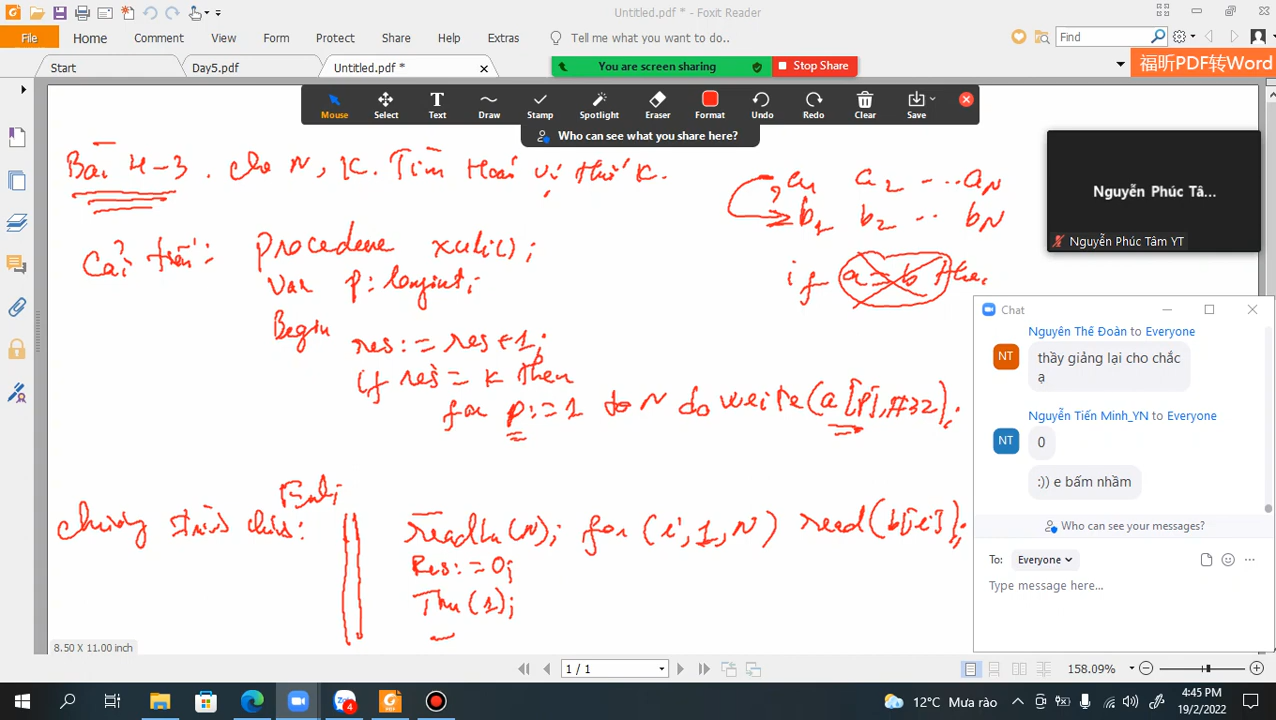 Untitled.pdf * - Foxit Reader
File Home Comment View Form Protect Share Help Extras Tell me what you want to do.. Find
Start Day5.pdf Untitled.pdf * You are screen sharing Stop Share 福昕PDF转Word
Mouse Select Text Draw Stamp Spotlight Eraser Format Undo Redo Clear Save
Who can see what you share here?
Bài 4-3. Cho N, K. Tìm Hoán vị thứ K.
a1 a2 ... aN
b1 b2 ... bN
Nguyễn Phúc Tâ...
Nguyễn Phúc Tâm YT
Cải tiến: procedene xuli();
if a = b the
Var p: longint;
Begin
res: = res + 1;
if res = K then
for p: = 1 to N do write(a[p],#32);
Chat
Nguyên Thế Đoàn to Everyone
thầy giảng lại cho chắc
ạ
Nguyễn Tiến Minh_YN to Everyone
NT 0
:)) e bấm nhầm
Who can see your messages?
To: Everyone
Type message here...
chương trình chính:
readln(N); for (i,1,N) read(b[i]);
Res: = 0;
Thu(1);
8.50 x 11.00 inch
1 / 1
158.09%
4
12°C Mưa rào
4:45 PM
19/2/2022